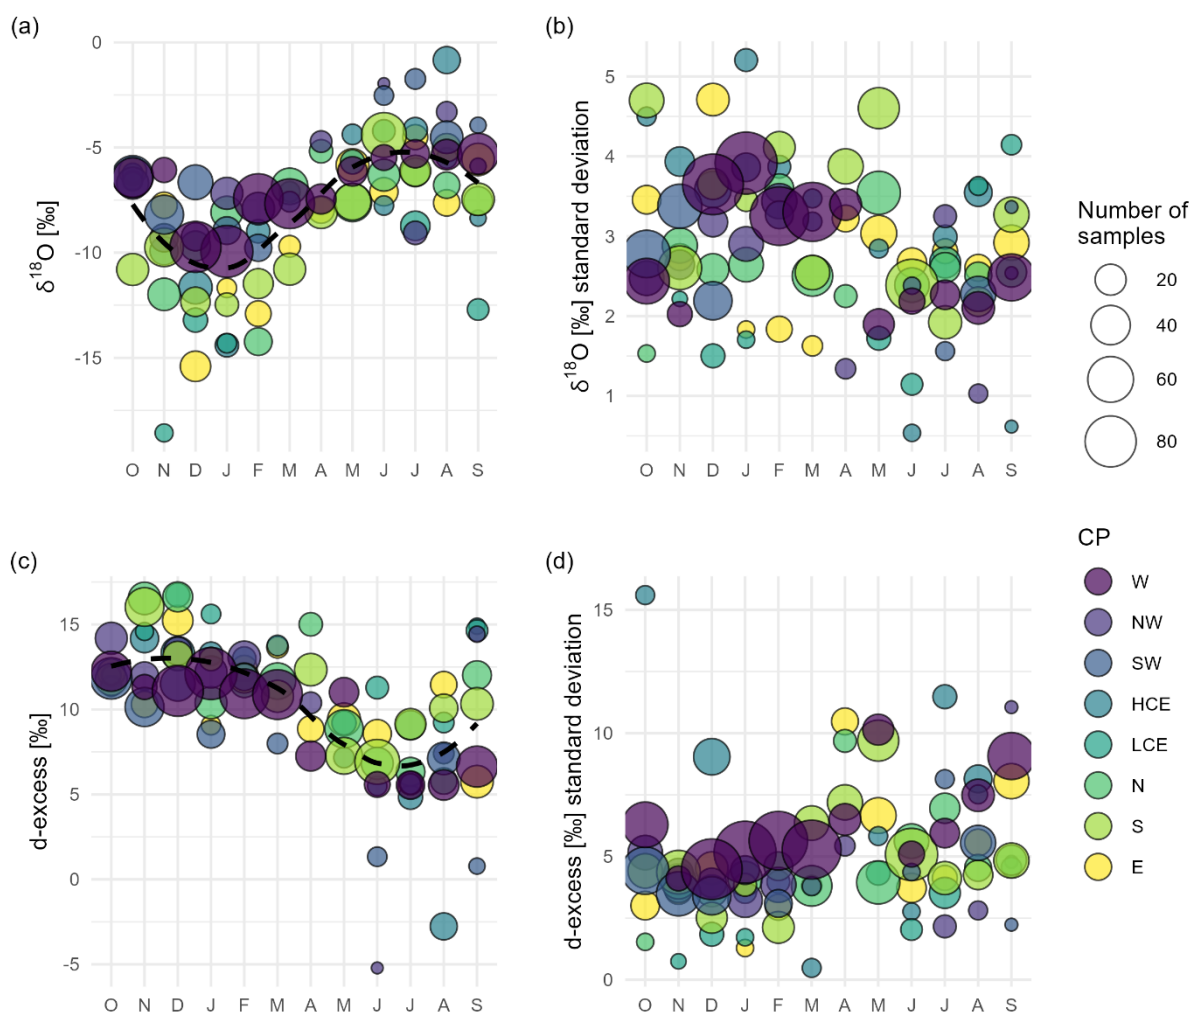 (a)
δ¹⁸O [‰]
0
-5
-10
-15
O N D J F M A M J J A S
(b)
δ¹⁸O [‰] standard deviation
5
4
3
2
1
O N D J F M A M J J A S
Number of
samples
20
40
60
80
(c)
d-excess [‰]
15
10
5
0
-5
O N D J F M A M J J A S
(d)
d-excess [‰] standard deviation
15
10
5
0
O N D J F M A M J J A S
CP
W
NW
SW
HCE
LCE
N
S
E